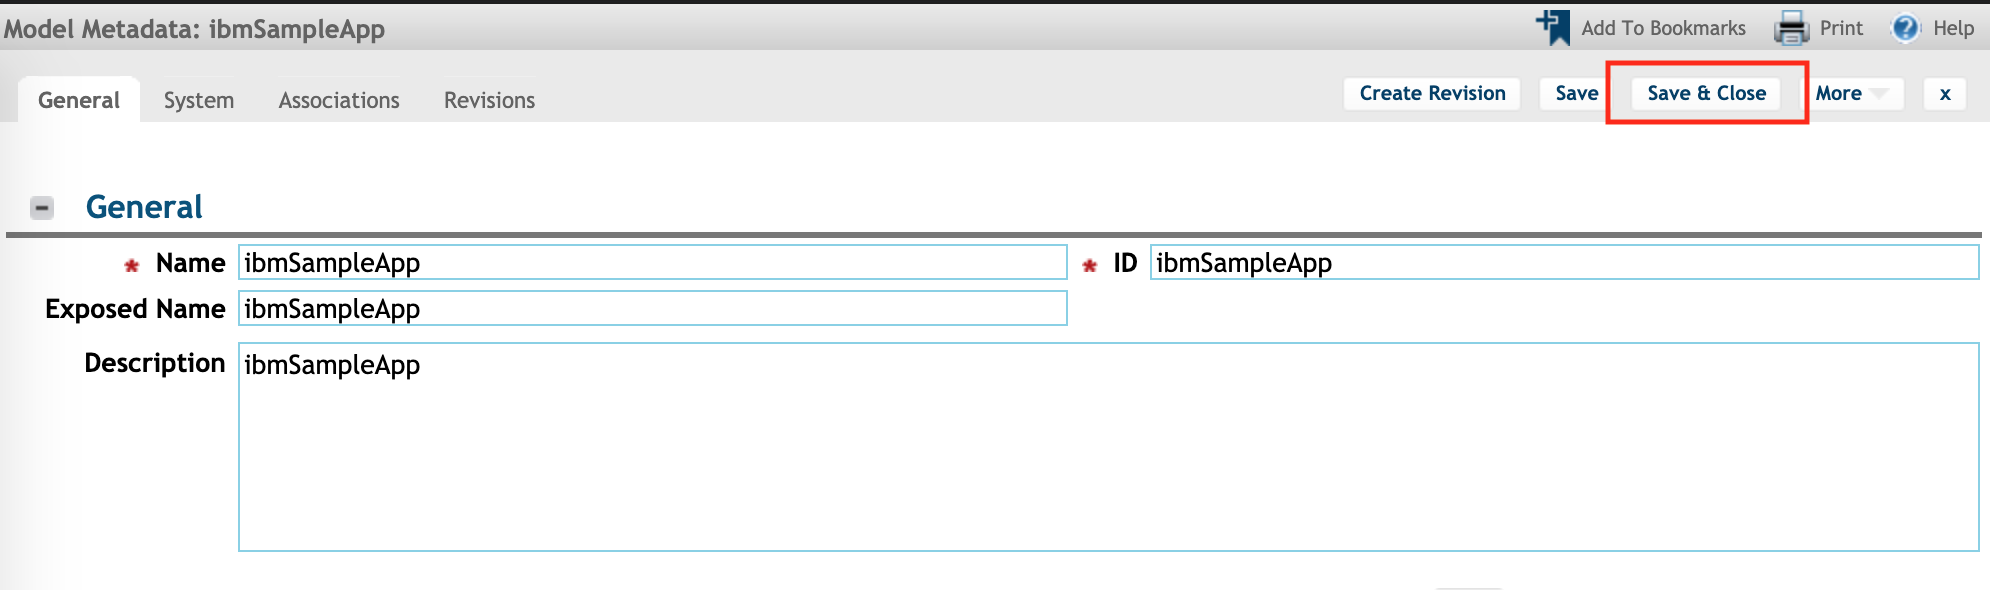 Model Metadata: ibmSampleApp Add To Bookmarks Print Help
General System Associations Revisions Create Revision Save Save & Close More x
General
* Name ibmSampleApp * ID ibmSampleApp
Exposed Name ibmSampleApp
Description ibmSampleApp